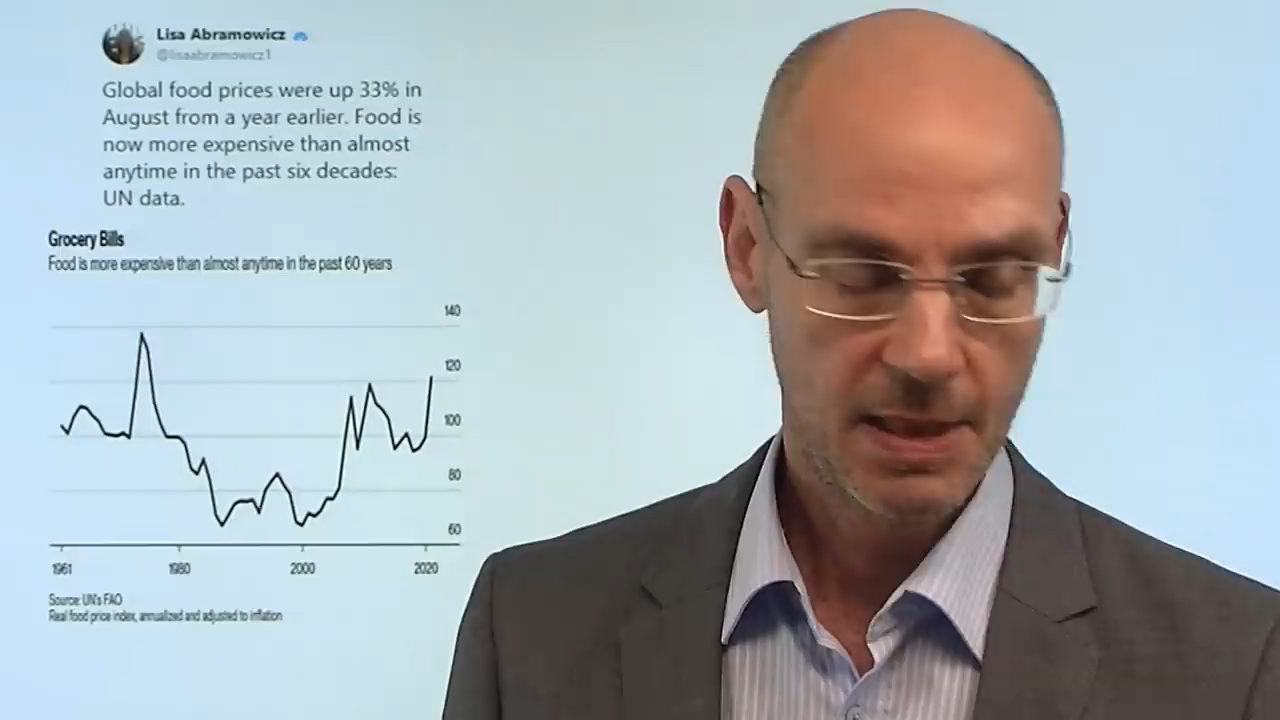 Lisa Abramowicz
@lisaabramowicz1
Global food prices were up 33% in
August from a year earlier. Food is
now more expensive than almost
anytime in the past six decades:
UN data.
Grocery Bills
Food is more expensive than almost anytime in the past 60 years
140
120
100
80
60
1961 1980 2000 2020
Source: UN's FAO
Real food price index, annualized and adjusted to inflation